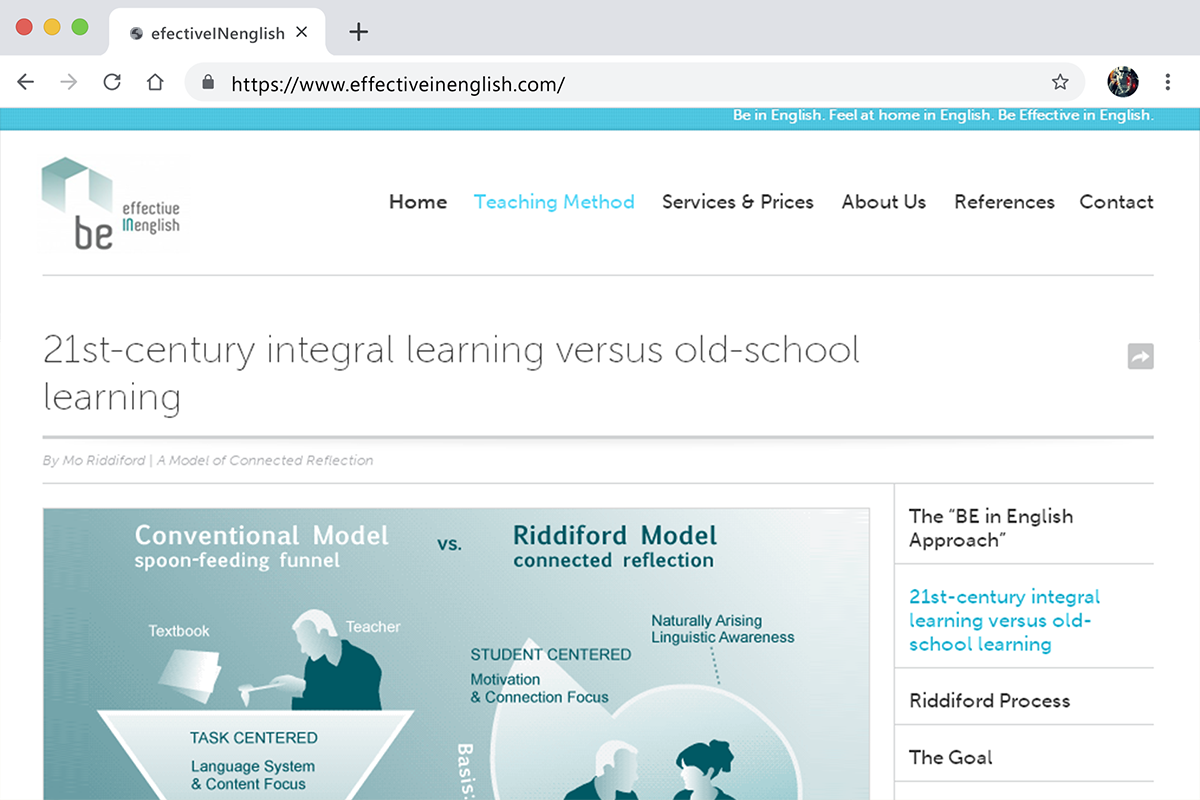 efectiveINenglish
https://www.effectiveinenglish.com/
Be in English. Feel at home in English. Be Effective in English.
be effective INenglish
Home Teaching Method Services & Prices About Us References Contact
21st-century integral learning versus old-school
learning
By Mo Riddiford | A Model of Connected Reflection
Conventional Model
spoon-feeding funnel
vs.
Riddiford Model
connected reflection
Textbook
Teacher
TASK CENTERED
Language System
& Content Focus
Naturally Arising
Linguistic Awareness
STUDENT CENTERED
Motivation
& Connection Focus
Basis:
The “BE in English
Approach”
21st-century integral
learning versus old-
school learning
Riddiford Process
The Goal